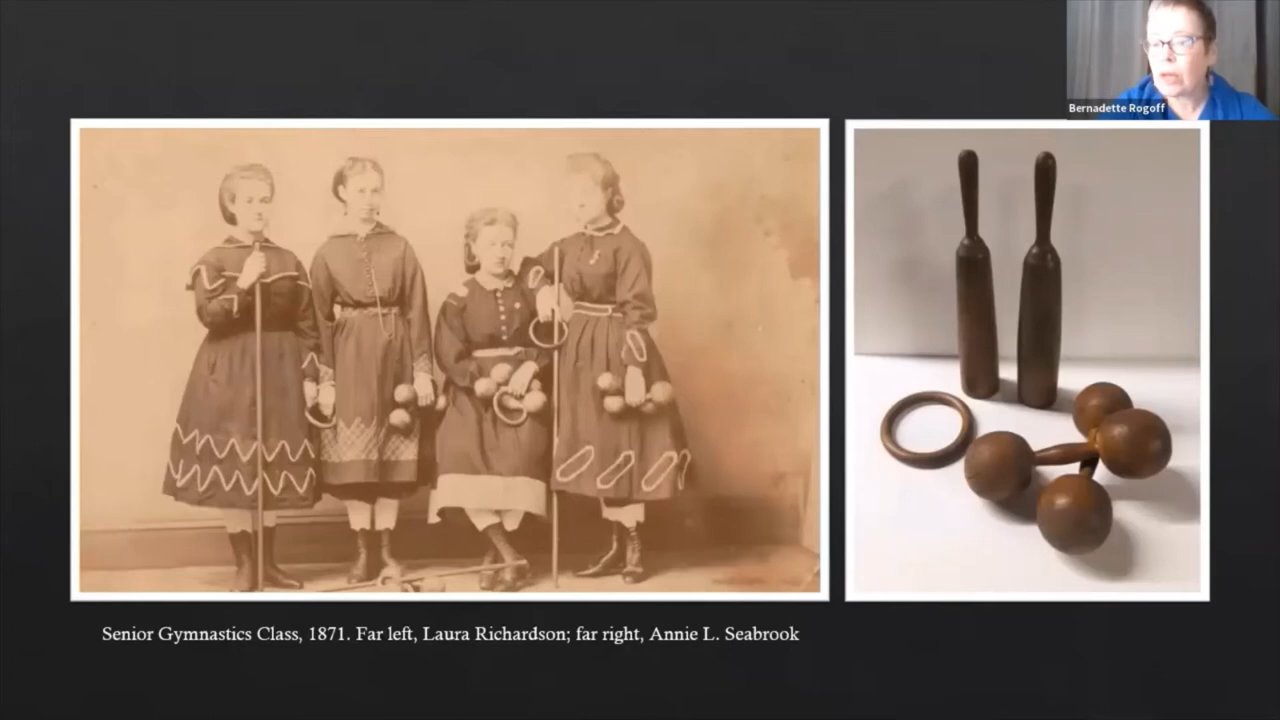 Bernadette Rogoff
Senior Gymnastics Class, 1871. Far left, Laura Richardson; far right, Annie L. Seabrook